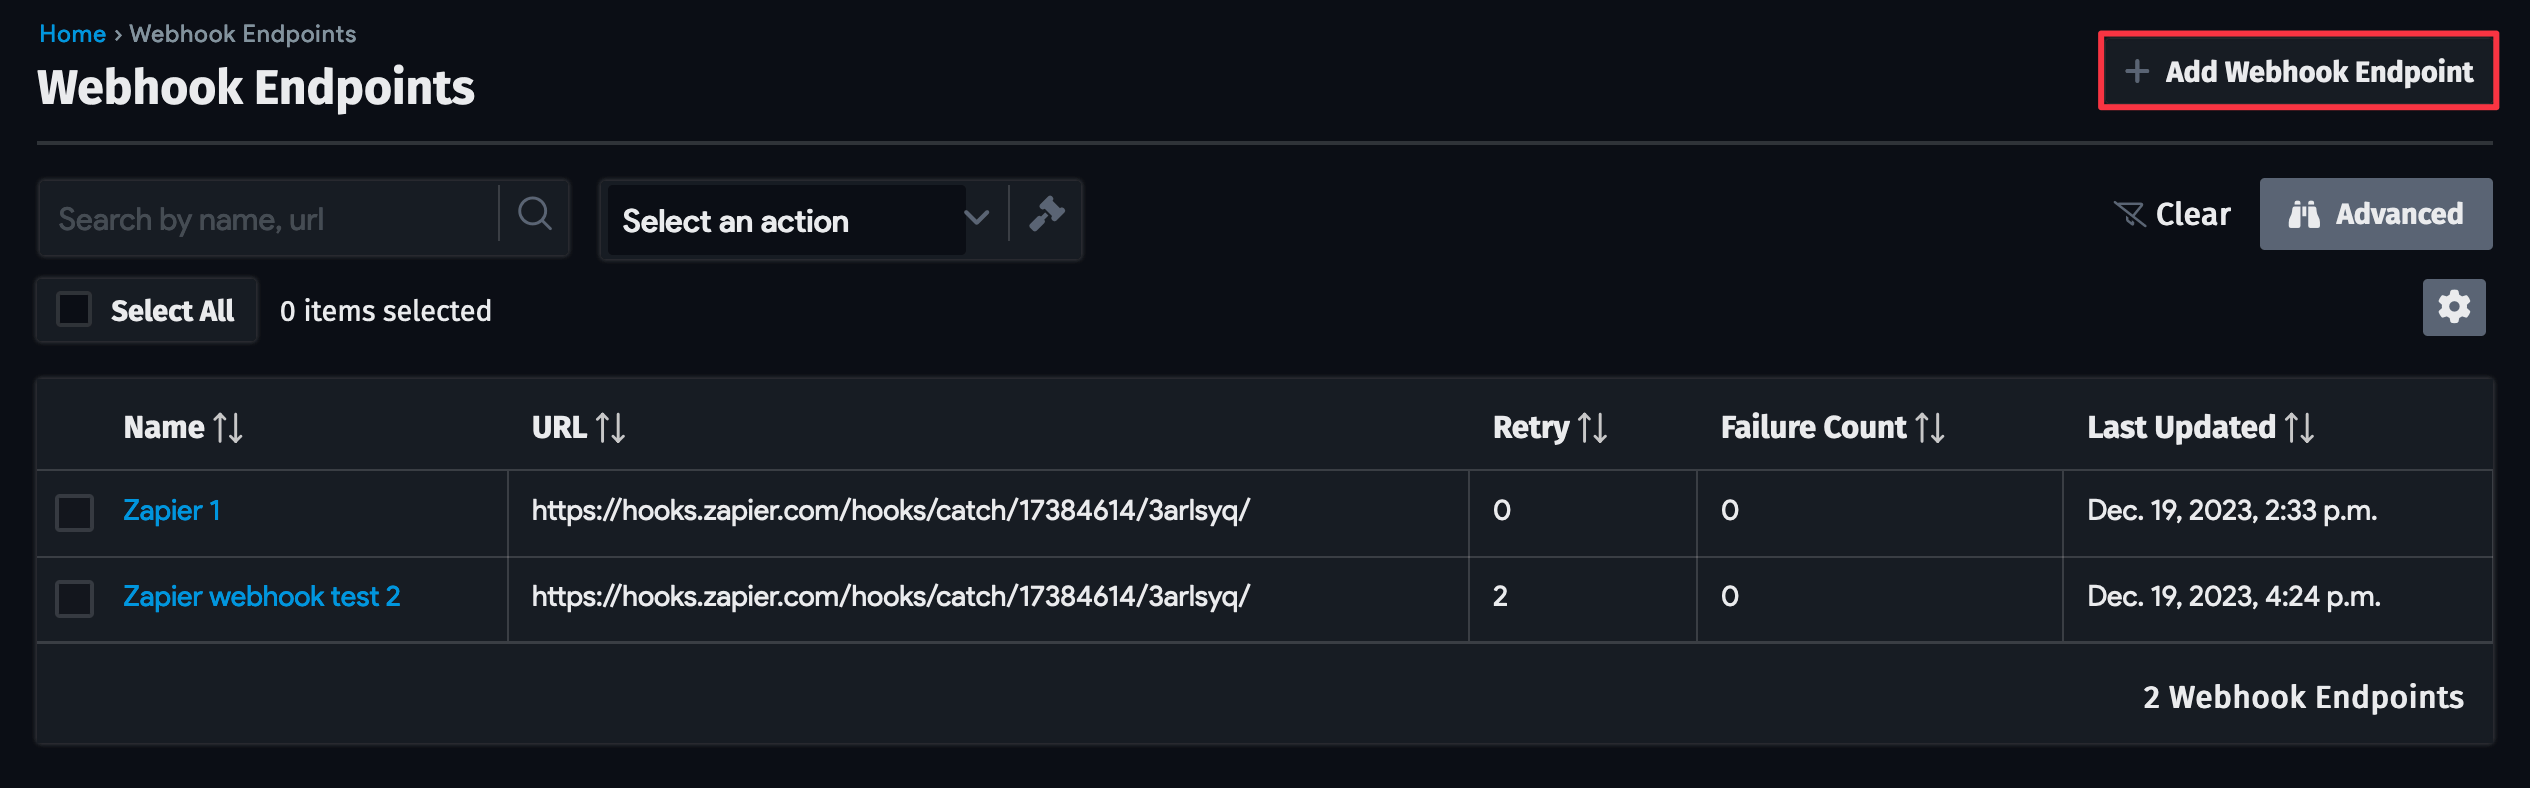 Home › Webhook Endpoints
Webhook Endpoints
Add Webhook Endpoint
Search by name, url
Select an action
Clear
Advanced
Select All
0 items selected
Name URL Retry Failure Count Last Updated
Zapier 1 https://hooks.zapier.com/hooks/catch/17384614/3arlsyq/ 0 0 Dec. 19, 2023, 2:33 p.m.
Zapier webhook test 2 https://hooks.zapier.com/hooks/catch/17384614/3arlsyq/ 2 0 Dec. 19, 2023, 4:24 p.m.
2 Webhook Endpoints